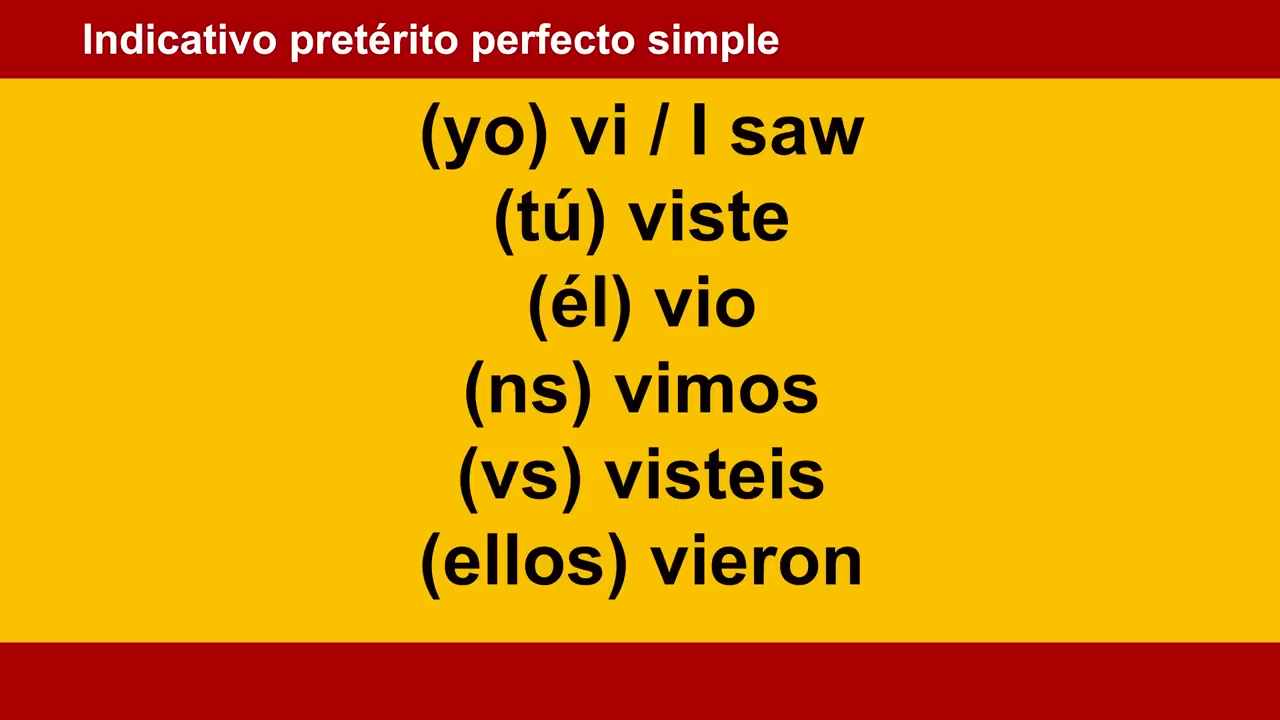 Indicativo pretérito perfecto simple
(yo) vi / I saw
(tú) viste
(él) vio
(ns) vimos
(vs) visteis
(ellos) vieron